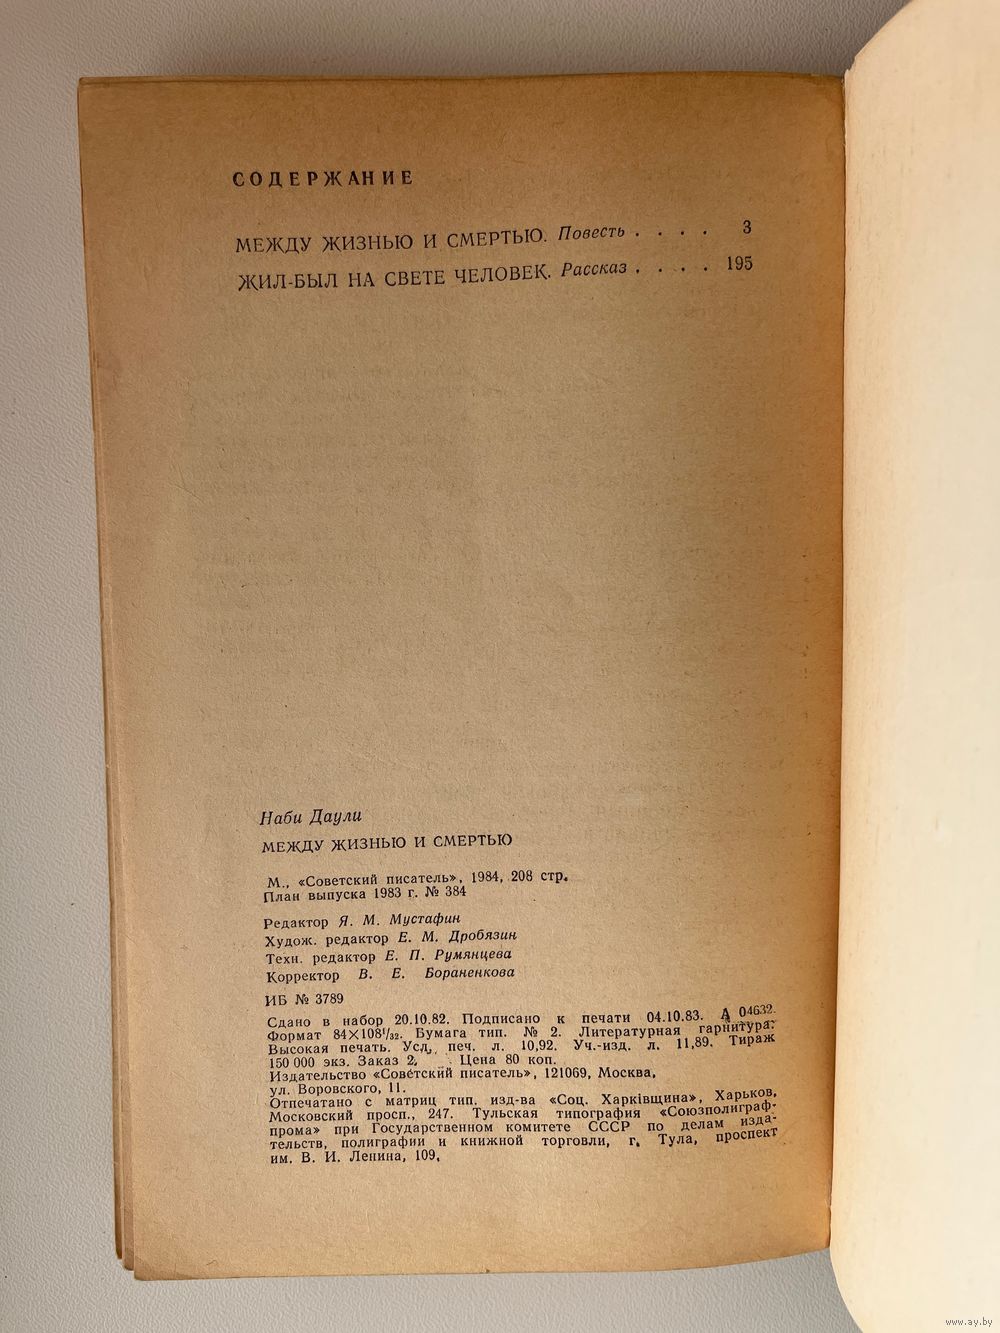 СОДЕРЖАНИЕ
МЕЖДУ ЖИЗНЬЮ И СМЕРТЬЮ. Повесть . . . . 3
ЖИЛ-БЫЛ НА СВЕТЕ ЧЕЛОВЕК. Рассказ . . . . 195
Наби Даули
МЕЖДУ ЖИЗНЬЮ И СМЕРТЬЮ
М., «Советский писатель», 1984, 208 стр.
План выпуска 1983 г. № 384
Редактор Я. М. Мустафин
Худож. редактор Е. М. Дробязин
Техн. редактор Е. П. Румянцева
Корректор В. Е. Бораненкова
ИБ № 3789
Сдано в набор 20.10.82. Подписано к печати 04.10.83. А 04632.
Формат 84×108¹/₃₂. Бумага тип. № 2. Литературная гарнитура.
Высокая печать. Усл. печ. л. 10,92. Уч.-изд. л. 11,89. Тираж
150 000 экз. Заказ Цена 80 коп.
Издательство «Советский писатель», 121069, Москва,
ул. Воровского, 11.
Отпечатано с матриц тип. изд-ва «Соц. Харкiвщина», Харьков,
Московский просп., 247. Тульская типография «Союзполиграф-
прома» при Государственном комитете СССР по делам изда-
тельств, полиграфии и книжной торговли, г. Тула, проспект
им. В. И. Ленина, 109.
www.ay.by